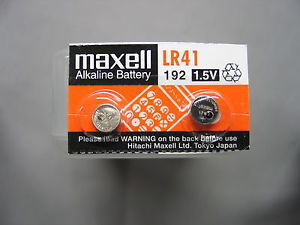 maxell LR41
Alkaline Battery 192 1.5V
Please read WARNING on the back before use
Hitachi Maxell Ltd. Tokyo Japan